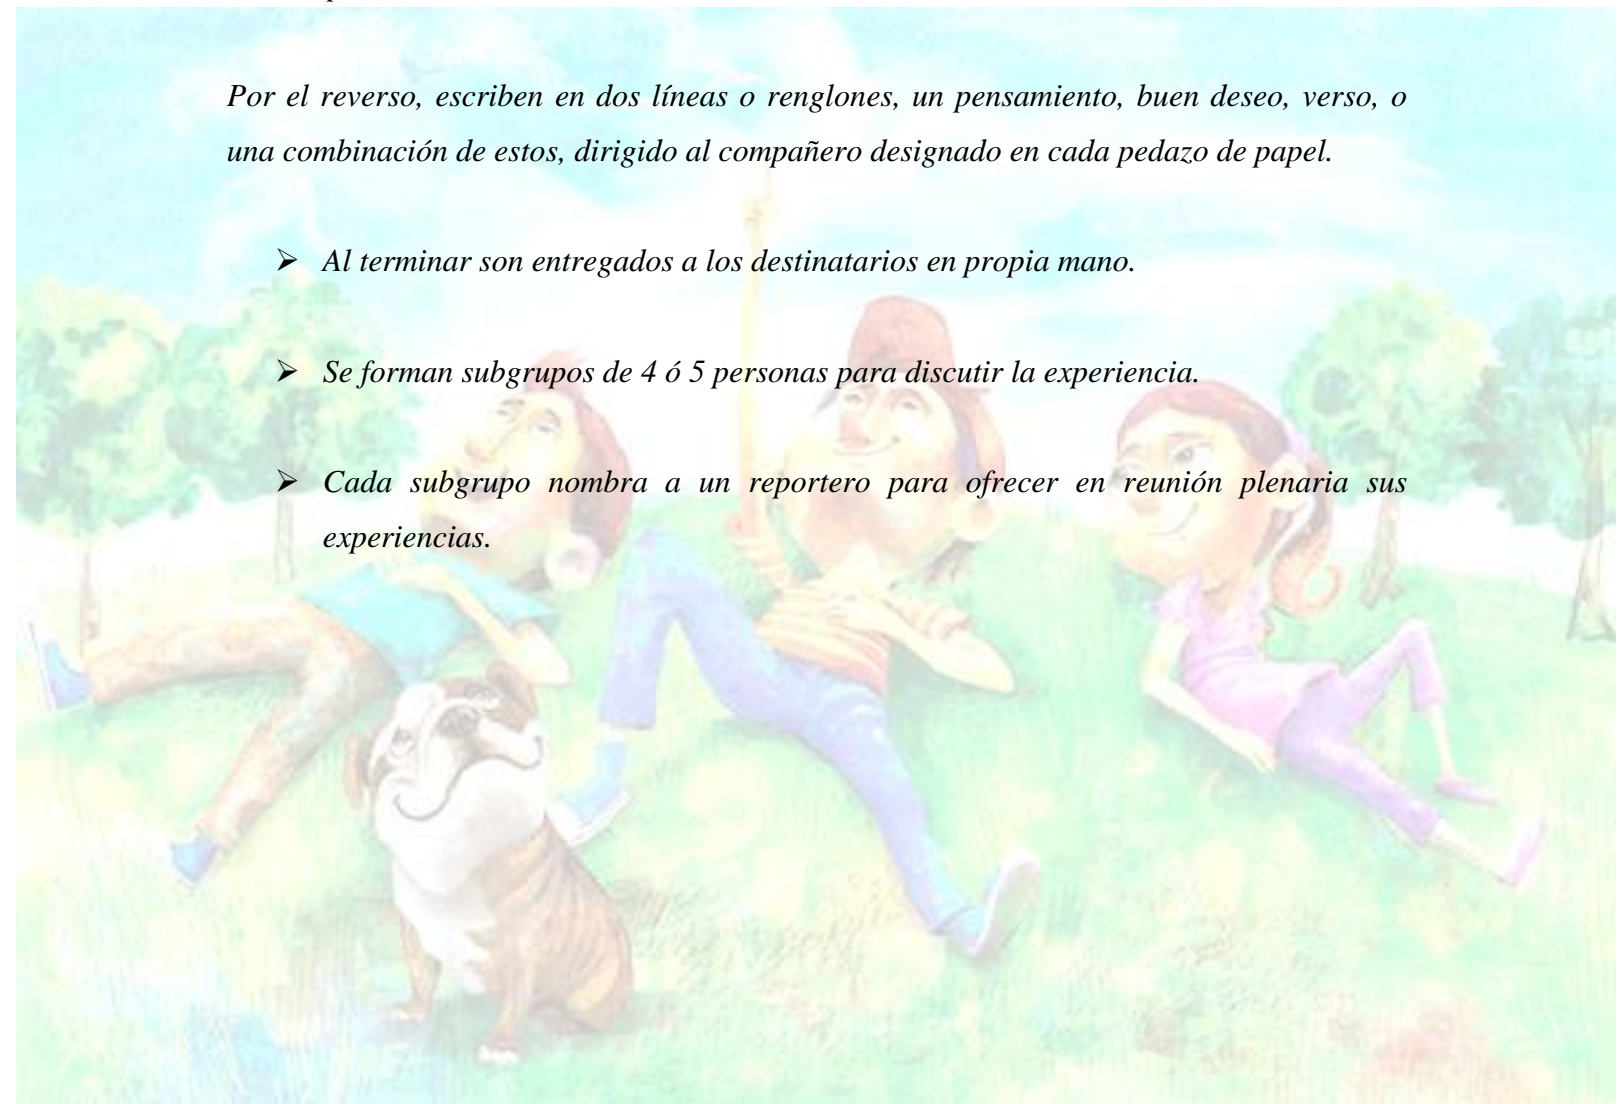 Por el reverso, escriben en dos líneas o renglones, un pensamiento, buen deseo, verso, o
una combinación de estos, dirigido al compañero designado en cada pedazo de papel.
➢ Al terminar son entregados a los destinatarios en propia mano.
➢ Se forman subgrupos de 4 ó 5 personas para discutir la experiencia.
➢ Cada subgrupo nombra a un reportero para ofrecer en reunión plenaria sus
experiencias.